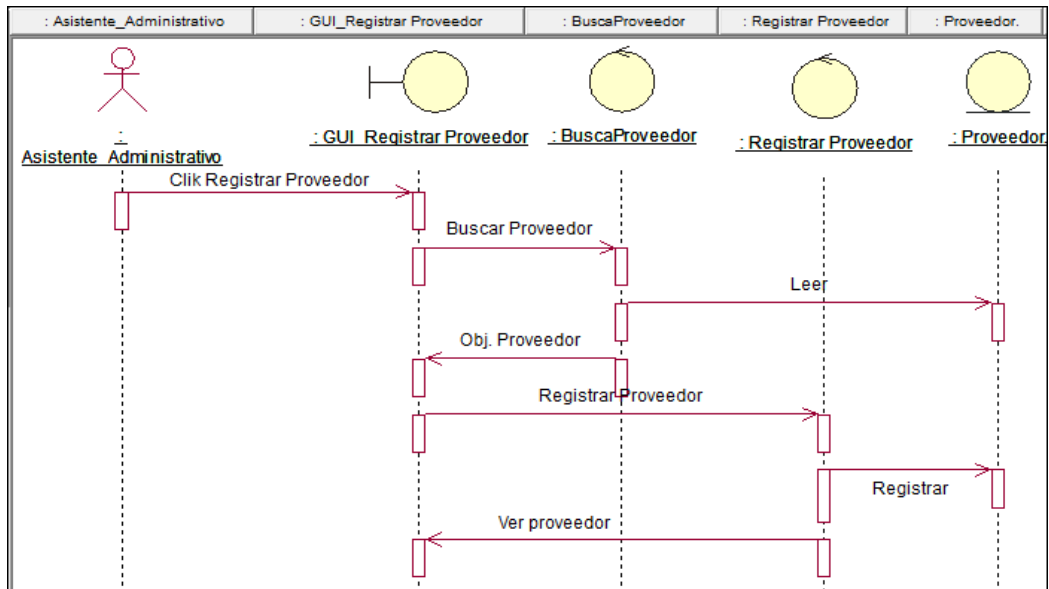 : Asistente_Administrativo
: GUI_Registrar Proveedor
: BuscaProveedor
: Registrar Proveedor
: Proveedor.
:
Asistente_Administrativo
: GUI_Registrar Proveedor
: BuscaProveedor
: Registrar Proveedor
: Proveedor.
Clik Registrar Proveedor
Buscar Proveedor
Leer
Obj. Proveedor
Registrar Proveedor
Registrar
Ver proveedor